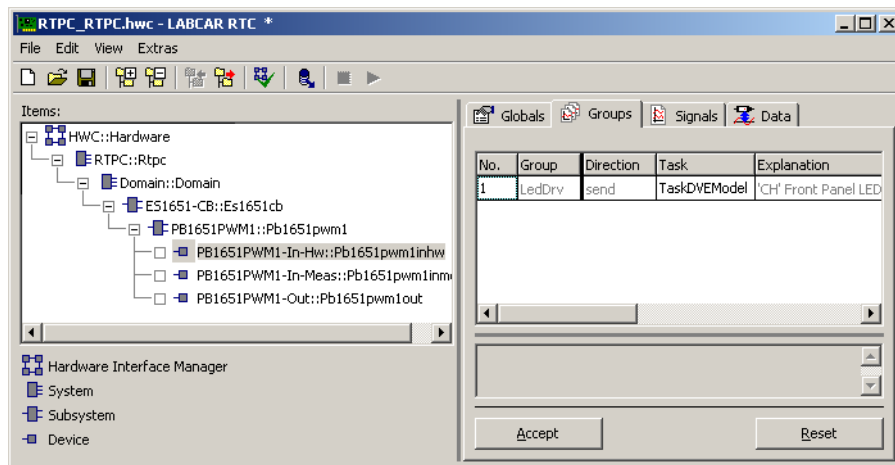 RTPC_RTPC.hwc - LABCAR RTC *
File Edit View Extras
Items:
HWC::Hardware
RTPC::Rtpc
Domain::Domain
ES1651-CB::Es1651cb
PB1651PWM1::Pb1651pwm1
PB1651PWM1-In-Hw::Pb1651pwm1inhw
PB1651PWM1-In-Meas::Pb1651pwm1inm
PB1651PWM1-Out::Pb1651pwm1out
Hardware Interface Manager
System
Subsystem
Device
Globals Groups Signals Data
No. Group Direction Task Explanation
1 LedDrv send TaskDVEModel 'CH' Front Panel LED
Accept Reset